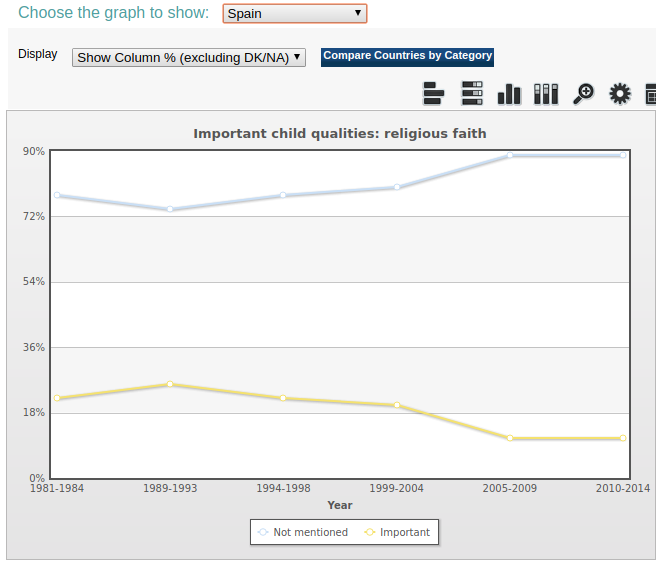 Choose the graph to show: Spain
Display Show Column % (excluding DK/NA) Compare Countries by Category
Important child qualities: religious faith
90%
72%
54%
36%
18%
0%
1981-1984 1989-1993 1994-1998 1999-2004 2005-2009 2010-2014
Year
Not mentioned Important